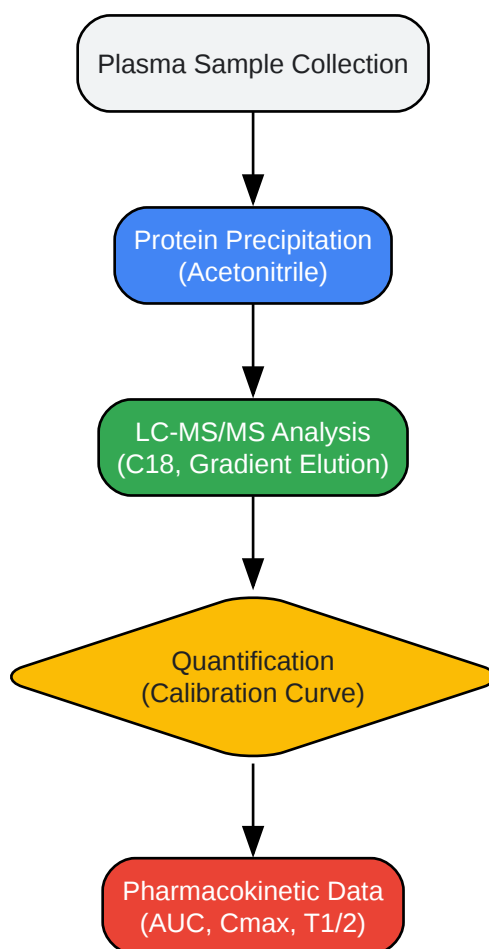 Plasma Sample Collection
Protein Precipitation
(Acetonitrile)
LC-MS/MS Analysis
(C18, Gradient Elution)
Quantification
(Calibration Curve)
Pharmacokinetic Data
(AUC, Cmax, T1/2)